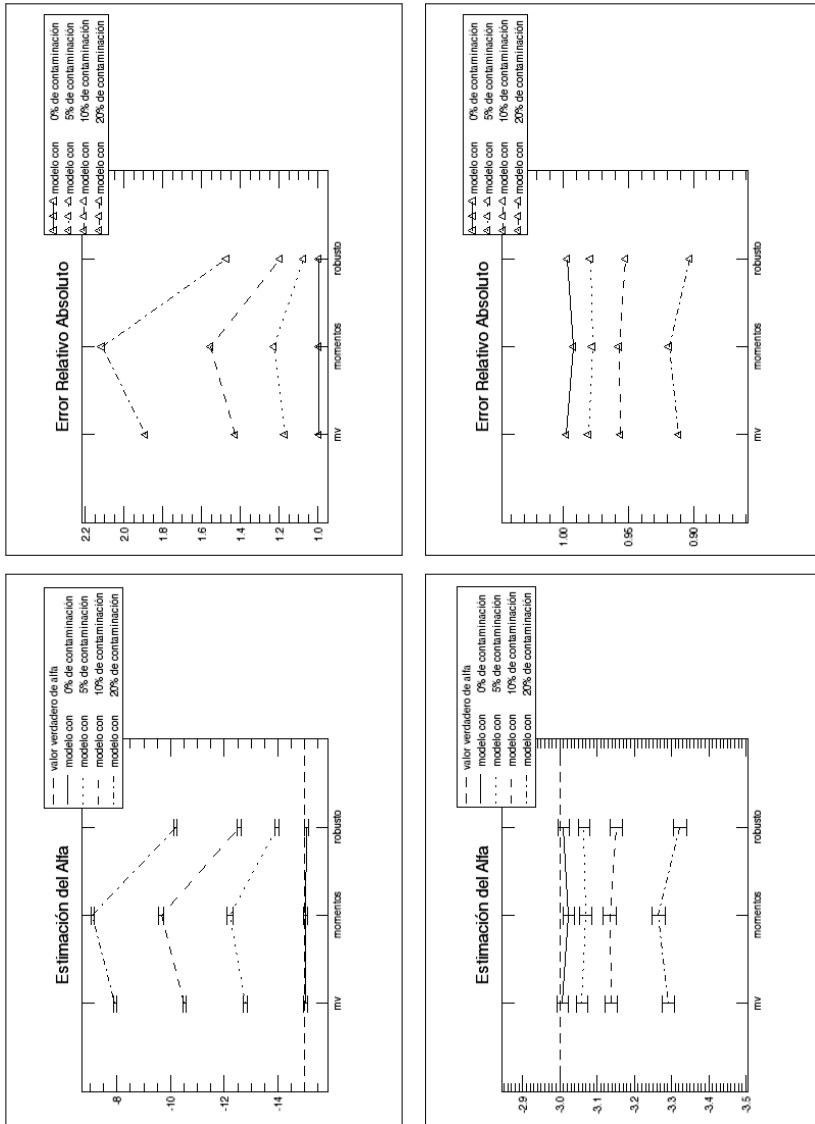 modelo con 0% de contaminación
modelo con 5% de contaminación
modelo con 10% de contaminación
modelo con 20% de contaminación
Error Relativo Absoluto
2.2
2.0
1.8
1.6
1.4
1.2
1.0
mv
momentos
robusto
modelo con 0% de contaminación
modelo con 5% de contaminación
modelo con 10% de contaminación
modelo con 20% de contaminación
Error Relativo Absoluto
1.00
0.95
0.90
mv
momentos
robusto
valor verdadero de alfa
modelo con 0% de contaminación
modelo con 5% de contaminación
modelo con 10% de contaminación
modelo con 20% de contaminación
Estimación del Alfa
-8
-10
-12
-14
mv
momentos
robusto
valor verdadero de alfa
modelo con 0% de contaminación
modelo con 5% de contaminación
modelo con 10% de contaminación
modelo con 20% de contaminación
Estimación del Alfa
-2.9
-3.0
-3.1
-3.2
-3.3
-3.4
-3.5
mv
momentos
robusto